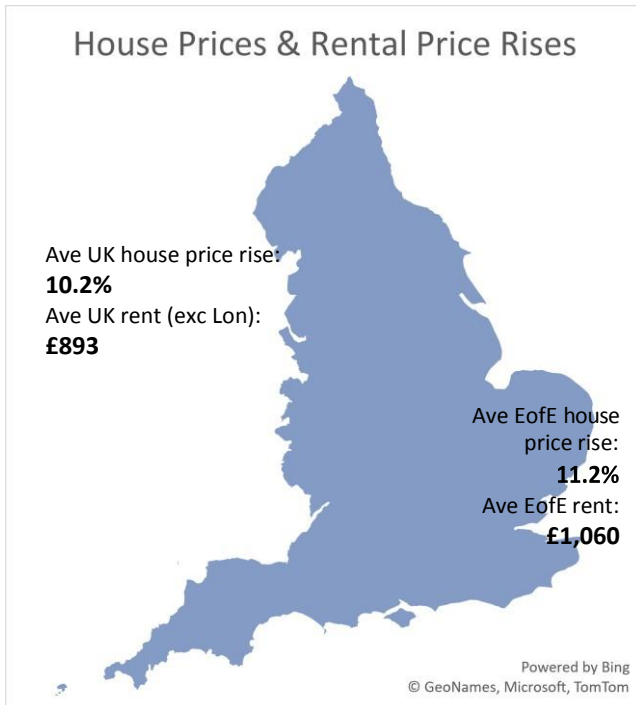 House Prices & Rental Price Rises
Ave UK house price rise:
10.2%
Ave UK rent (exc Lon):
£893
Ave EofE house
price rise:
11.2%
Ave EofE rent:
£1,060
Powered by Bing
© GeoNames, Microsoft, TomTom